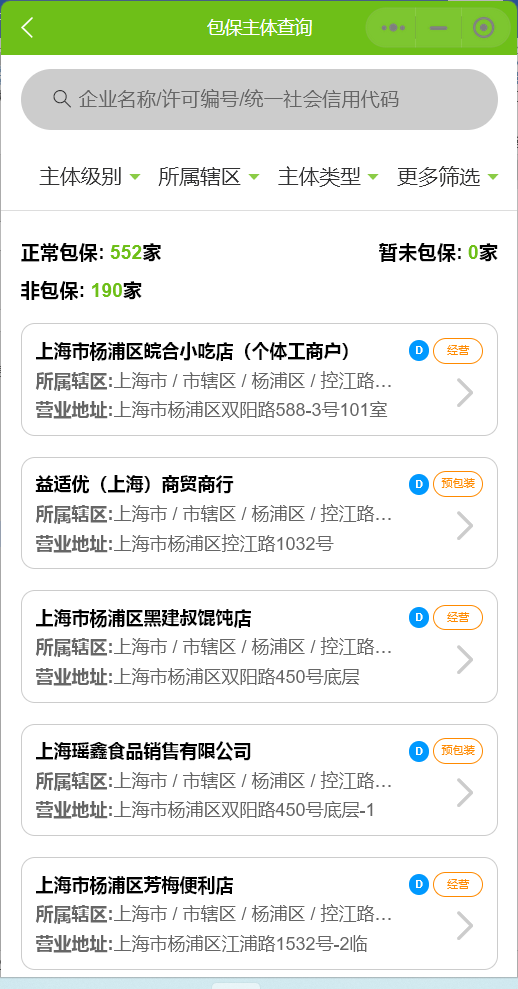 包保主体查询
企业名称/许可编号/统一社会信用代码
主体级别 所属辖区 主体类型 更多筛选
正常包保: 552家 暂未包保: 0家
非包保: 190家
上海市杨浦区皖合小吃店（个体工商户） D 经营
所属辖区:上海市 / 市辖区 / 杨浦区 / 控江路...
营业地址:上海市杨浦区双阳路588-3号101室
益适优（上海）商贸商行 D 预包装
所属辖区:上海市 / 市辖区 / 杨浦区 / 控江路...
营业地址:上海市杨浦区控江路1032号
上海市杨浦区黑建叔馄饨店 D 经营
所属辖区:上海市 / 市辖区 / 杨浦区 / 控江路...
营业地址:上海市杨浦区双阳路450号底层
上海瑶鑫食品销售有限公司 D 预包装
所属辖区:上海市 / 市辖区 / 杨浦区 / 控江路...
营业地址:上海市杨浦区双阳路450号底层-1
上海市杨浦区芳梅便利店 D 经营
所属辖区:上海市 / 市辖区 / 杨浦区 / 控江路...
营业地址:上海市杨浦区江浦路1532号-2临